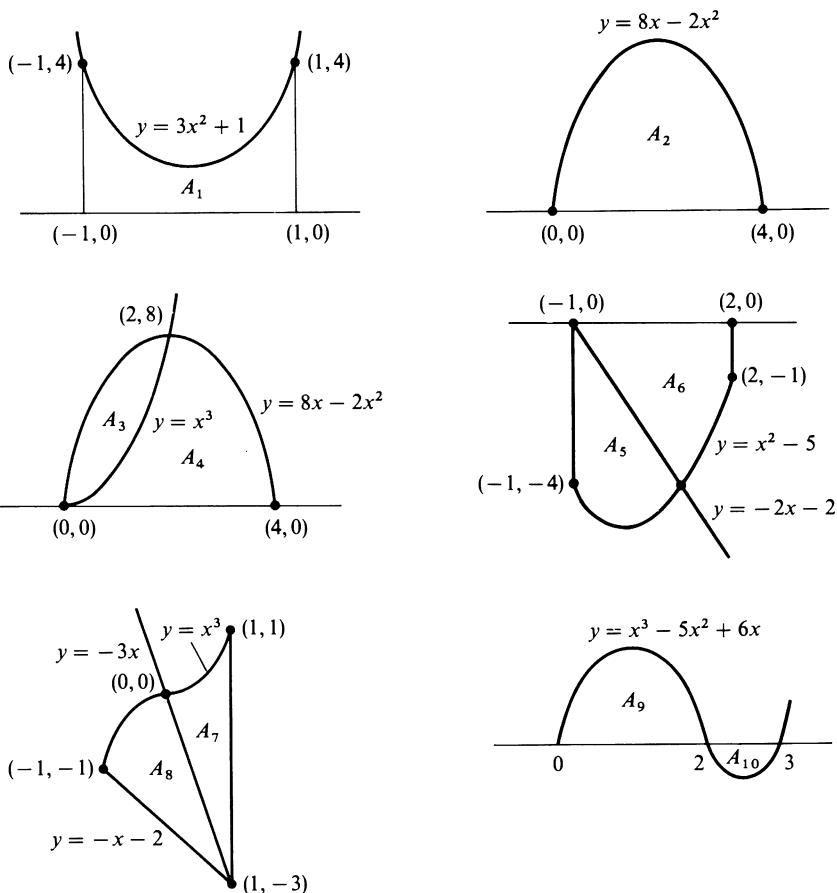 y = 8x − 2x²
(−1, 4)
(1, 4)
y = 3x² + 1
A₁
A₂
(−1, 0)
(1, 0)
(0, 0)
(4, 0)
(2, 8)
A₃
y = x³
A₄
y = 8x − 2x²
(0, 0)
(4, 0)
(−1, 0)
(2, 0)
A₆
(2, −1)
A₅
y = x² − 5
(−1, −4)
y = −2x − 2
y = x³
(1, 1)
y = −3x
(0, 0)
A₇
(−1, −1)
A₈
y = −x − 2
(1, −3)
y = x³ − 5x² + 6x
A₉
0
2
A₁₀
3